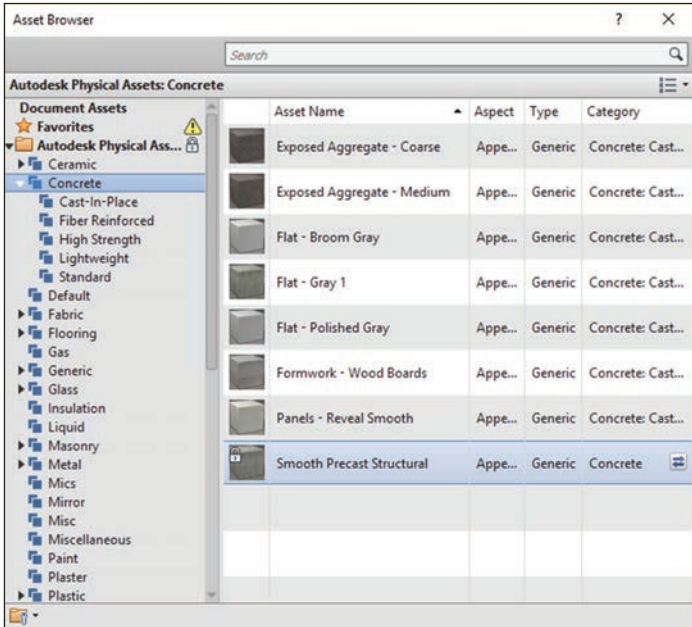 Asset Browser
?
Search
Autodesk Physical Assets: Concrete
Document Assets
Favorites
Autodesk Physical Ass...
Ceramic
Concrete
Cast-In-Place
Fiber Reinforced
High Strength
Lightweight
Standard
Default
Fabric
Flooring
Gas
Generic
Glass
Insulation
Liquid
Masonry
Metal
Mics
Mirror
Misc
Miscellaneous
Paint
Plaster
Plastic
Asset Name Aspect Type Category
Exposed Aggregate - Coarse Appe... Generic Concrete: Cast...
Exposed Aggregate - Medium Appe... Generic Concrete: Cast...
Flat - Broom Gray Appe... Generic Concrete: Cast...
Flat - Gray 1 Appe... Generic Concrete: Cast...
Flat - Polished Gray Appe... Generic Concrete: Cast...
Formwork - Wood Boards Appe... Generic Concrete: Cast...
Panels - Reveal Smooth Appe... Generic Concrete: Cast...
Smooth Precast Structural Appe... Generic Concrete